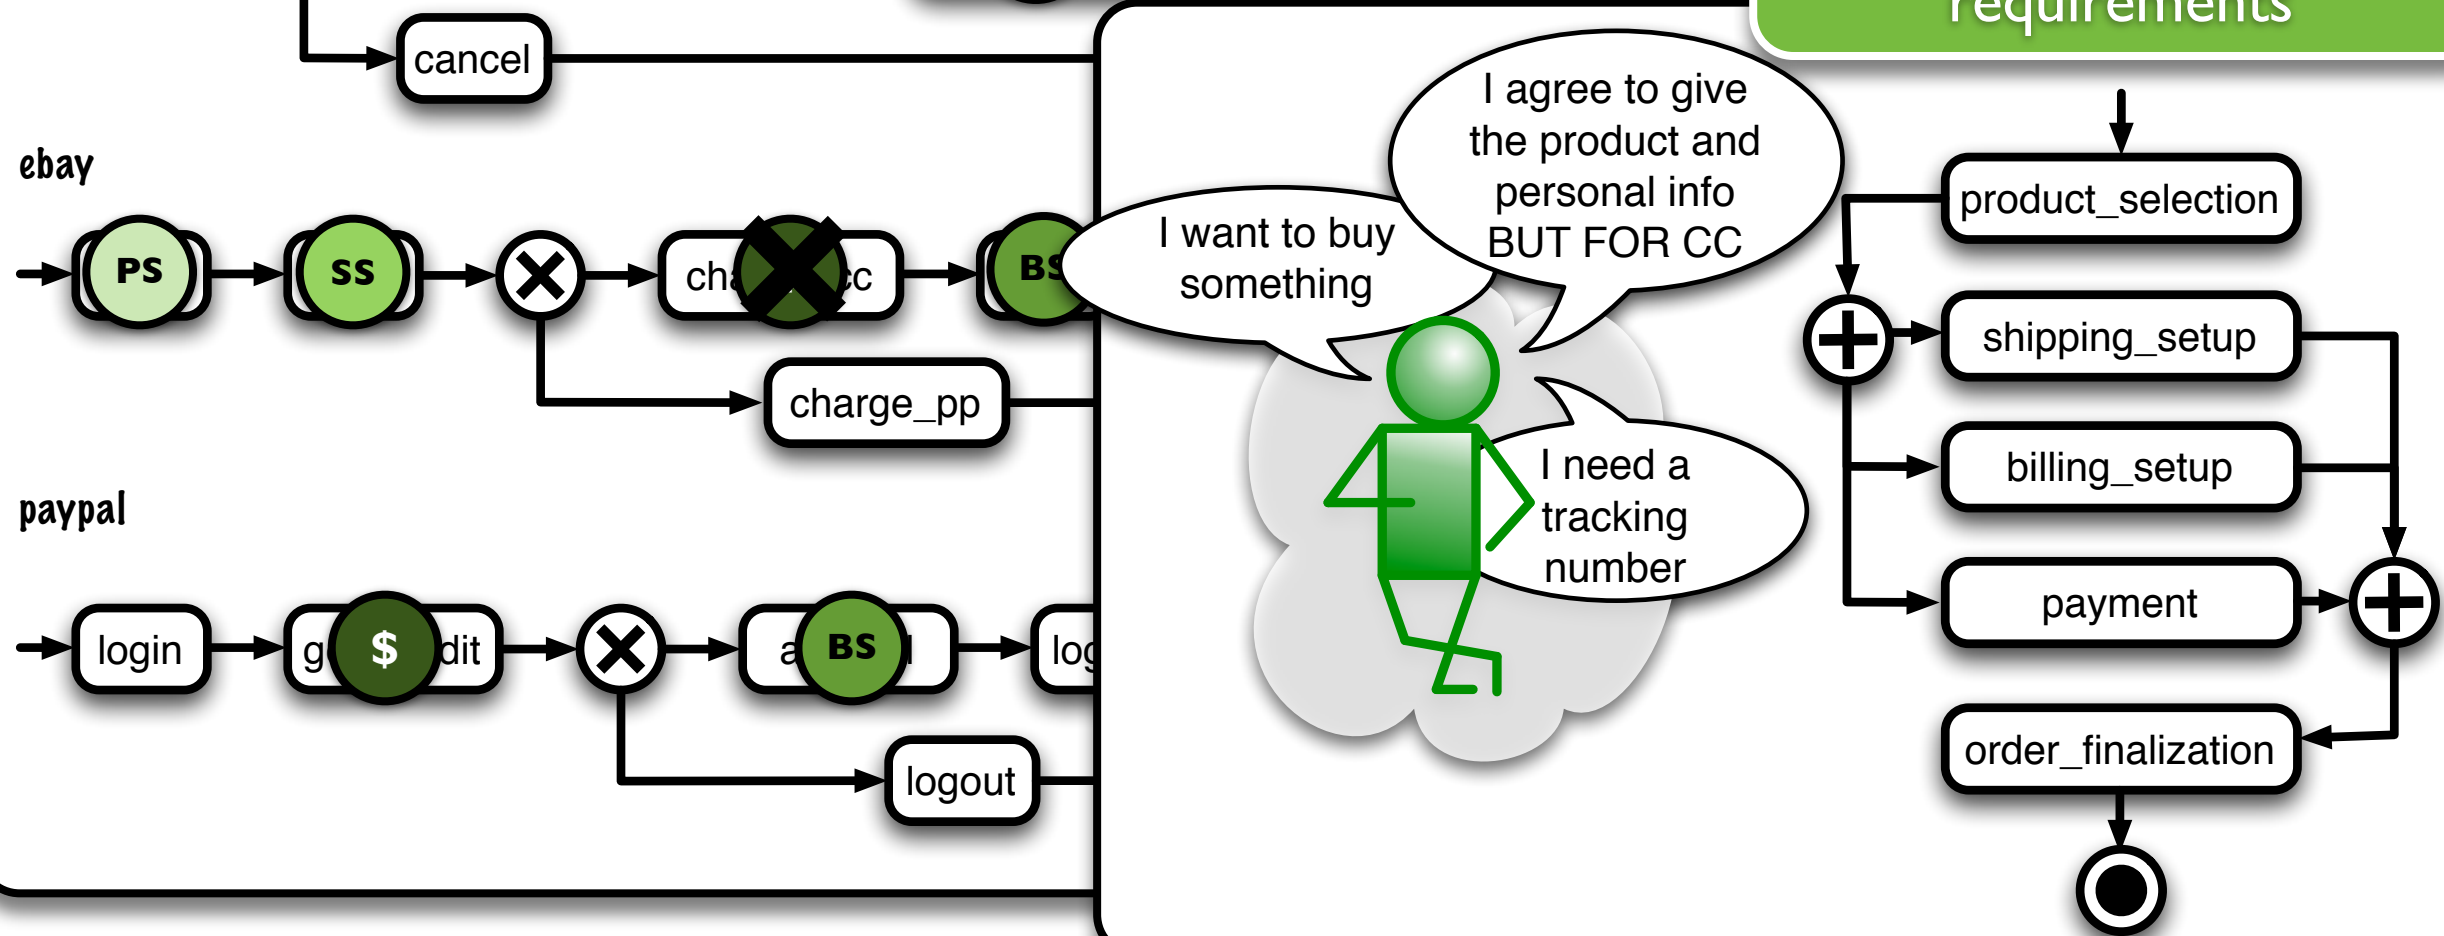 requirements
cancel
I agree to give
the product and
personal info
BUT FOR CC
ebay
product_selection
I want to buy
something
PS
SS
cc
BS
shipping_setup
charge_pp
I need a
tracking
number
billing_setup
paypal
payment
login
$
dit
BS
order_finalization
logout